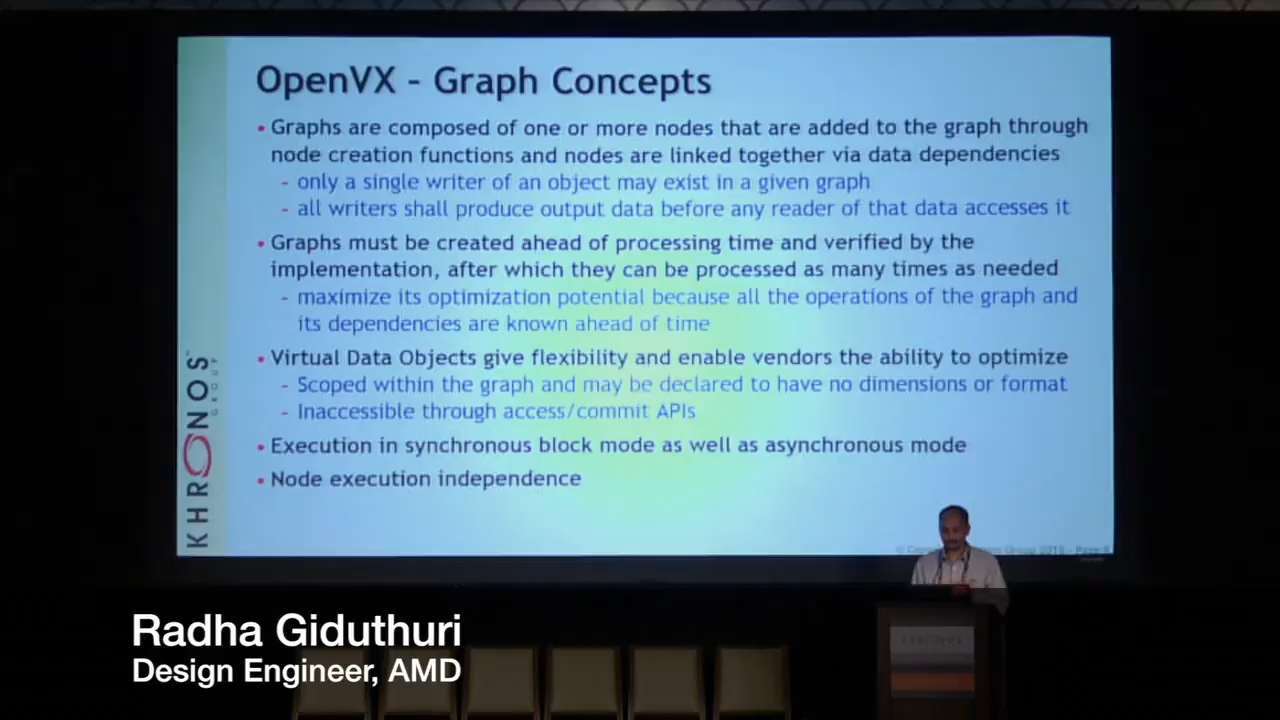 OpenVX – Graph Concepts
• Graphs are composed of one or more nodes that are added to the graph through
node creation functions and nodes are linked together via data dependencies
- only a single writer of an object may exist in a given graph
- all writers shall produce output data before any reader of that data accesses it
• Graphs must be created ahead of processing time and verified by the
implementation, after which they can be processed as many times as needed
- maximize its optimization potential because all the operations of the graph and
its dependencies are known ahead of time
• Virtual Data Objects give flexibility and enable vendors the ability to optimize
- Scoped within the graph and may be declared to have no dimensions or format
- Inaccessible through access/commit APIs
• Execution in synchronous block mode as well as asynchronous mode
• Node execution independence
KHRONOS™
GROUP
Radha Giduthuri
Design Engineer, AMD